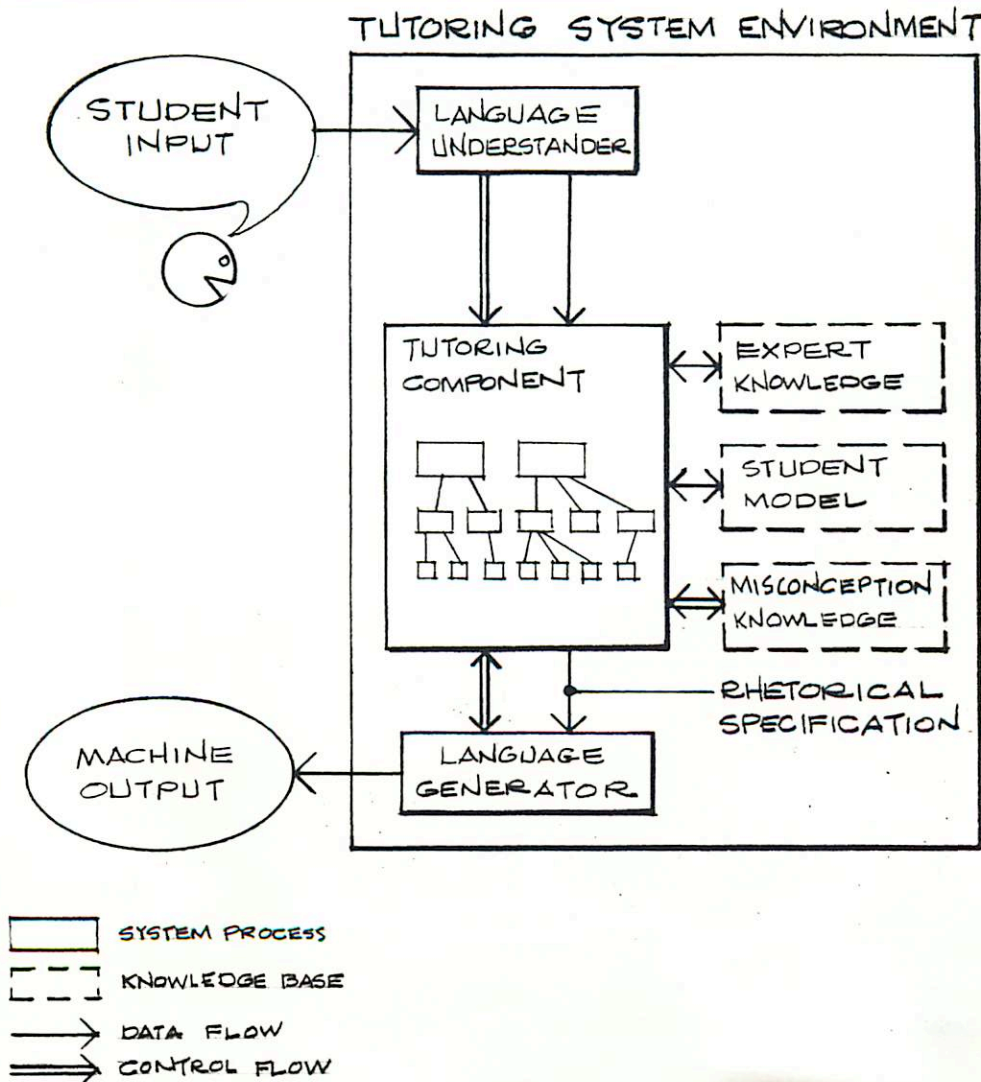 TUTORING SYSTEM ENVIRONMENT
STUDENT
INPUT
LANGUAGE
UNDERSTANDER
TUTORING
COMPONENT
EXPERT
KNOWLEDGE
STUDENT
MODEL
MISCONCEPTION
KNOWLEDGE
RHETORICAL
SPECIFICATION
MACHINE
OUTPUT
LANGUAGE
GENERATOR
SYSTEM PROCESS
KNOWLEDGE BASE
DATA FLOW
CONTROL FLOW